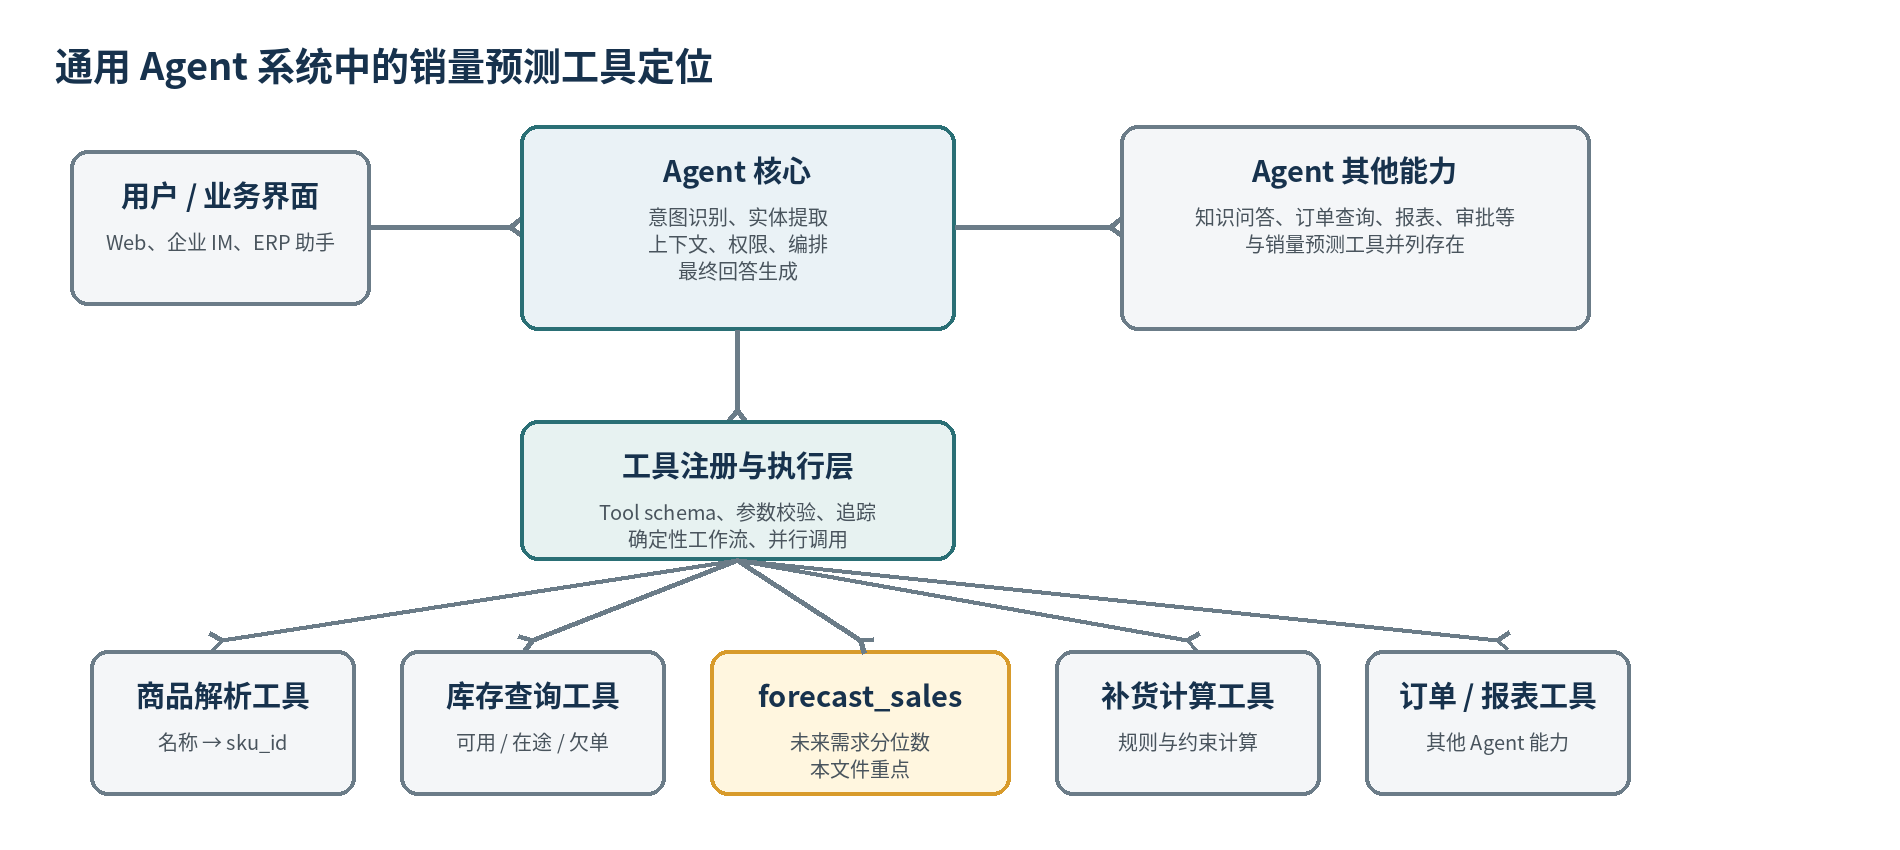 通用 Agent 系统中的销量预测工具定位
用户 / 业务界面
Web、企业 IM、ERP 助手
Agent 核心
意图识别、实体提取
上下文、权限、编排
最终回答生成
Agent 其他能力
知识问答、订单查询、报表、审批等
与销量预测工具并列存在
工具注册与执行层
Tool schema、参数校验、追踪
确定性工作流、并行调用
商品解析工具
名称 → sku_id
库存查询工具
可用 / 在途 / 欠单
forecast_sales
未来需求分位数
本文件重点
补货计算工具
规则与约束计算
订单 / 报表工具
其他 Agent 能力